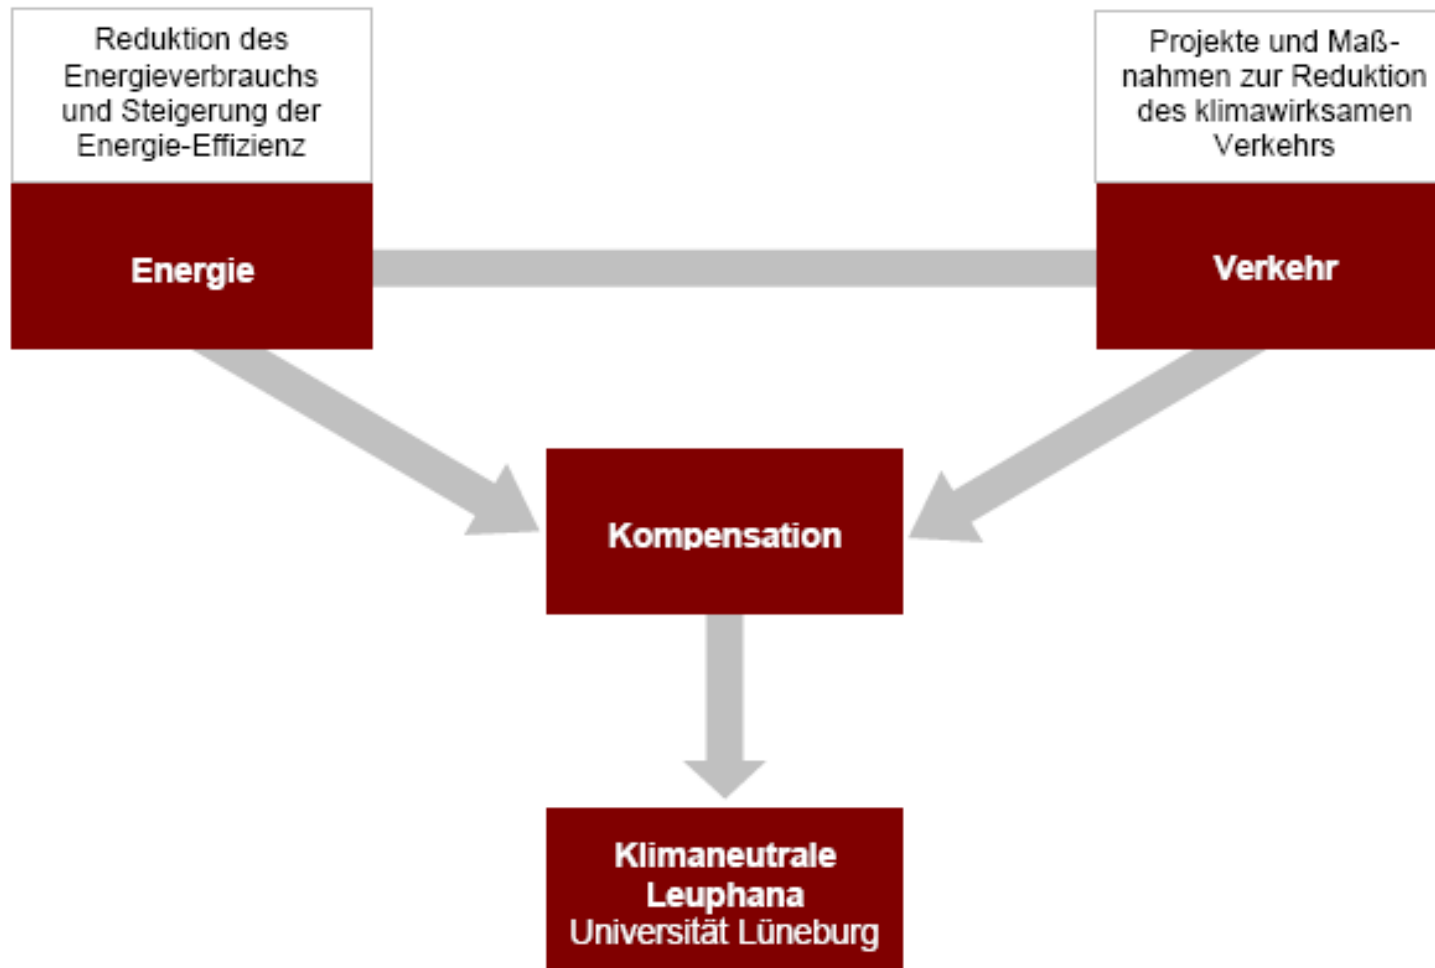 Reduktion des
Energieverbrauchs
und Steigerung der
Energie-Effizienz
Energie
Projekte und Maß-
nahmen zur Reduktion
des klimawirksamen
Verkehrs
Verkehr
Kompensation
Klimaneutrale
Leuphana
Universität Lüneburg